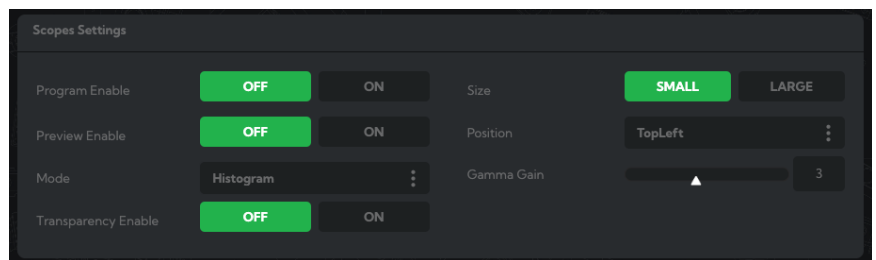 Scopes Settings
Program Enable OFF ON
Preview Enable OFF ON
Mode Histogram
Transparency Enable OFF ON
Size SMALL LARGE
Position TopLeft
Gamma Gain 3